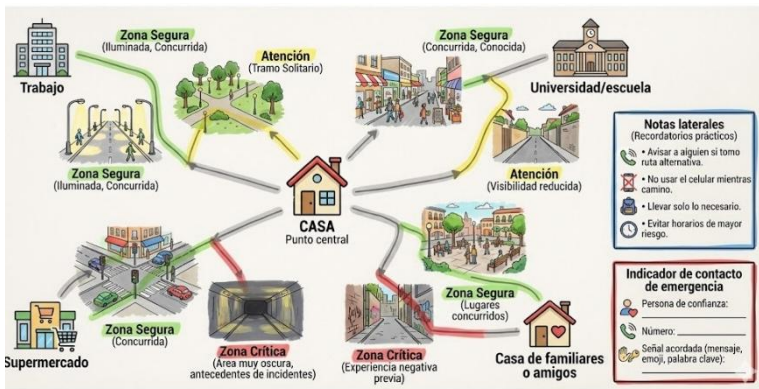 Zona Segura
(Iluminada, Concurrida)
Trabajo
Atención
(Tramo Solitario)
Zona Segura
(Iluminada, Concurrida)
Zona Segura
(Concurrida, Conocida)
Universidad/escuela
Atención
(Visibilidad reducida)
CASA
Punto central
Zona Segura
(Concurrida)
Supermercado
Zona Crítica
(Área muy oscura,
antecedentes de incidentes)
Zona Crítica
(Experiencia negativa
previa)
Zona Segura
(Lugares
concurridos)
Casa de familiares
o amigos
Notas laterales
(Recordatorios prácticos)
• Avisar a alguien si tomo
ruta alternativa.
• No usar el celular mientras
camino.
• Llevar solo lo necesario.
• Evitar horarios de mayor
riesgo.
Indicador de contacto
de emergencia
Persona de confianza:
Número:
Señal acordada (mensaje,
emoji, palabra clave):